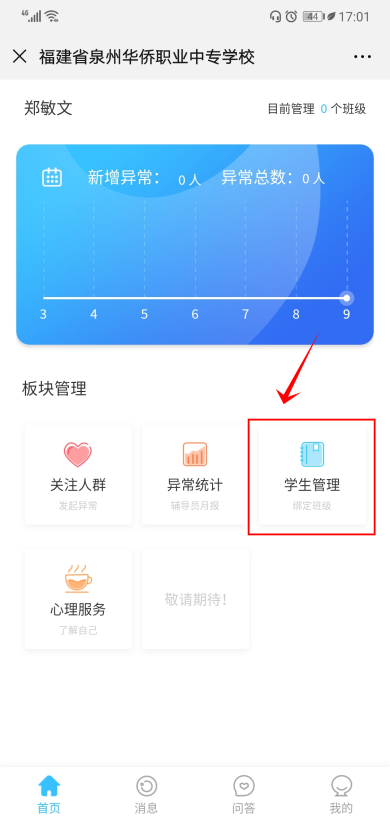 4G 44 17:01
福建省泉州华侨职业中专学校
郑敏文 目前管理 0 个班级
新增异常： 0 人 异常总数： 0 人
3 4 5 6 7 8 9
板块管理
关注人群 异常统计 学生管理
发起异常 辅导员月报 绑定班级
心理服务 敬请期待！
了解自己
首页 消息 问答 我的